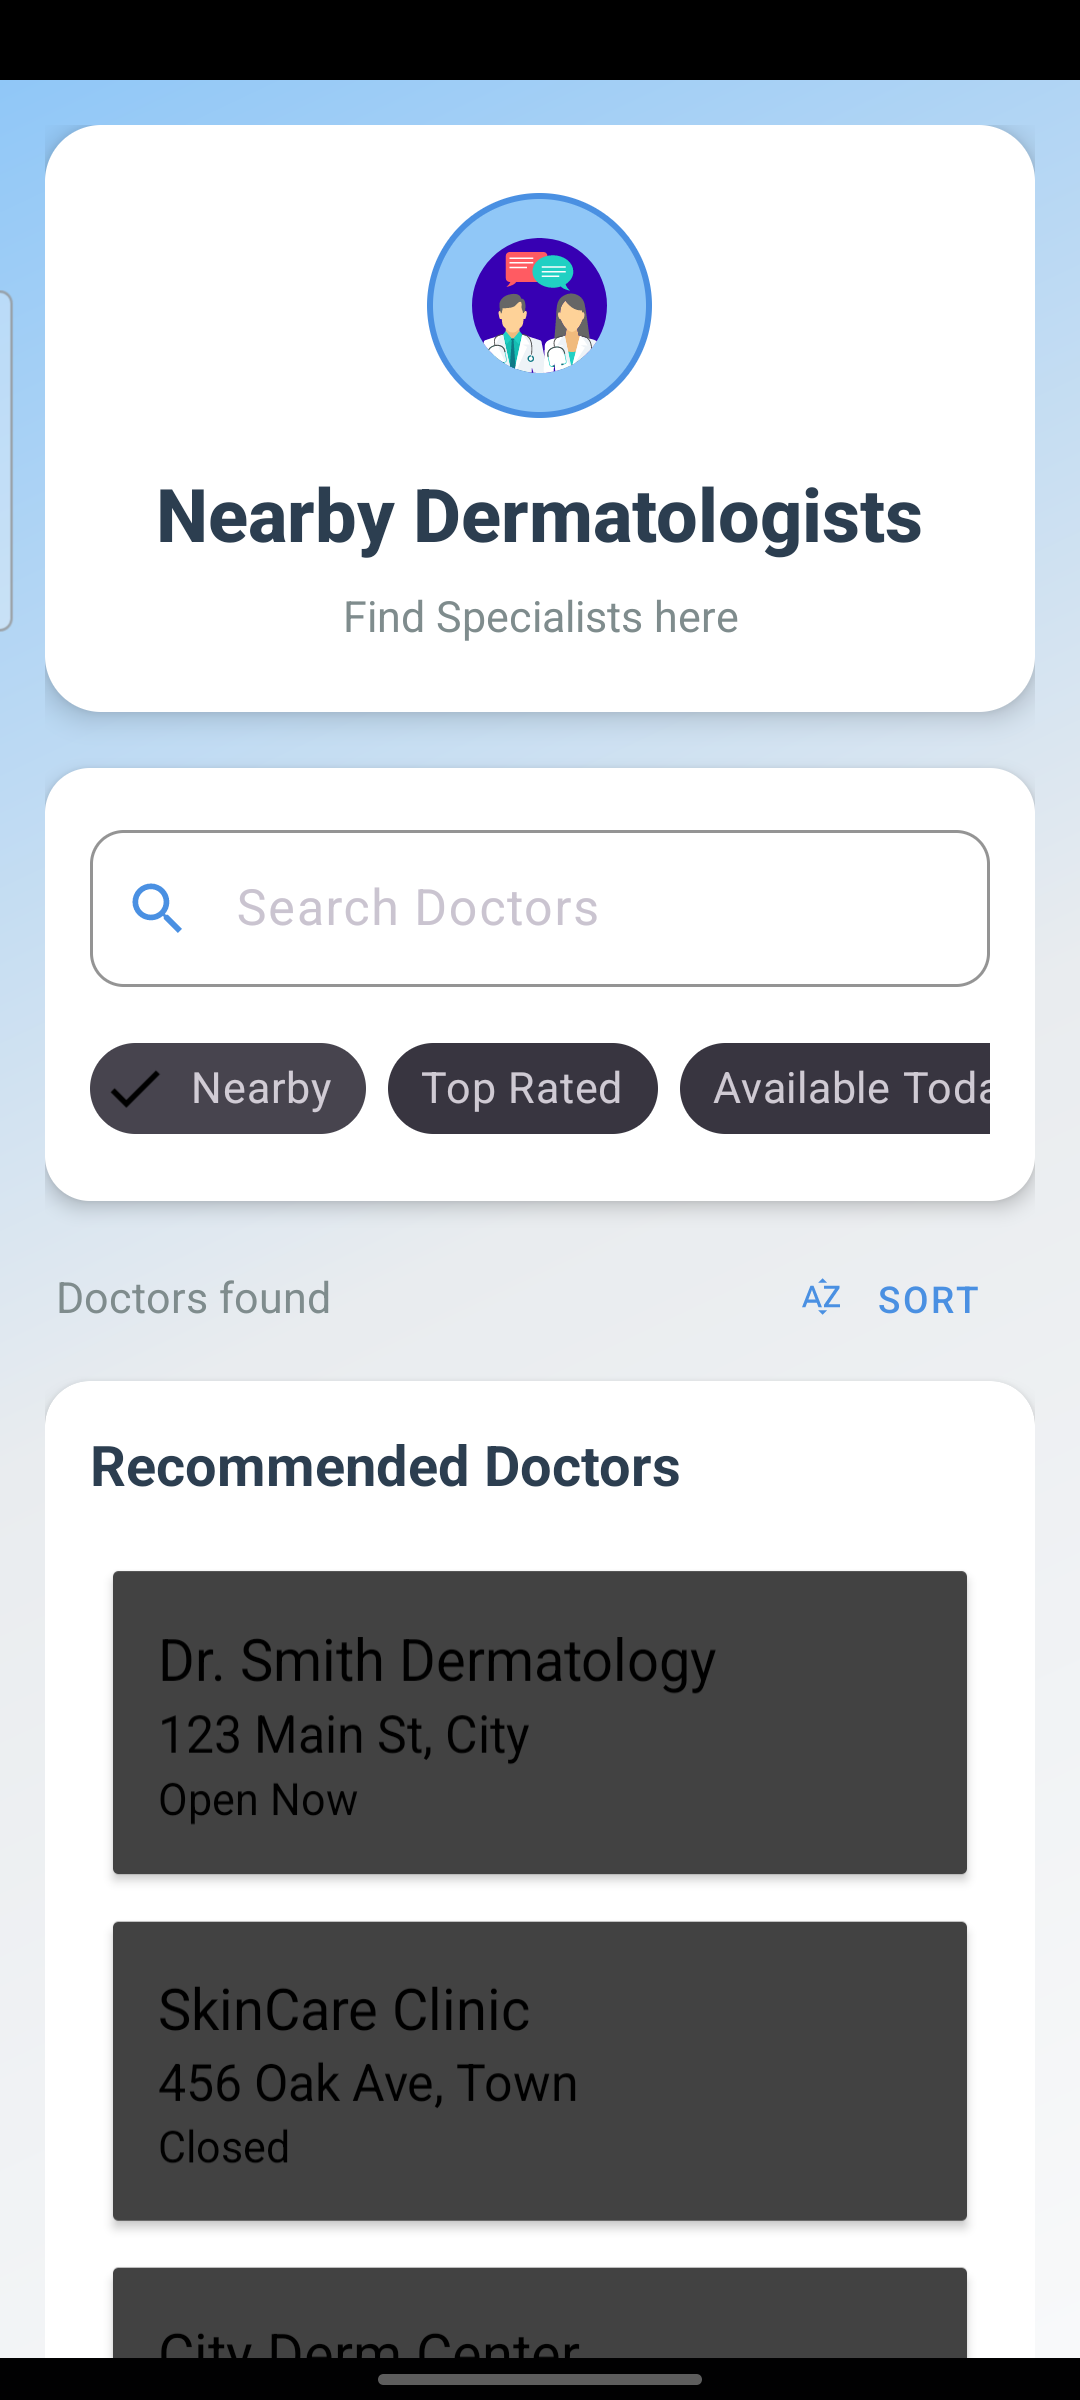 Nearby Dermatologists
Find Specialists here
Search Doctors
Nearby
Top Rated
Available Toda
Doctors found
AZ SORT
Recommended Doctors
Dr. Smith Dermatology
123 Main St, City
Open Now
SkinCare Clinic
456 Oak Ave, Town
Closed
City Derm Center